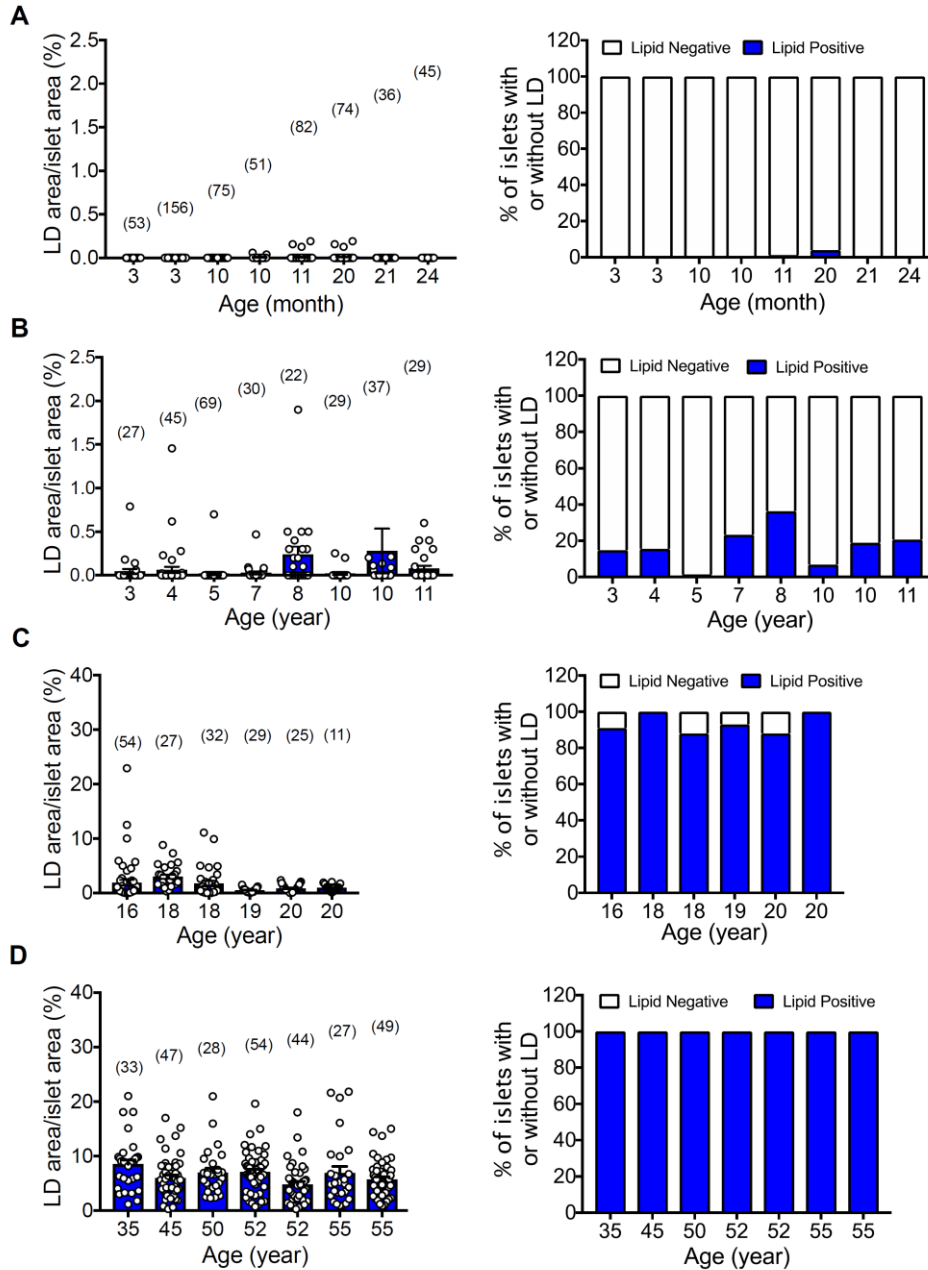 A
LD area/islet area (%)
2.5
2.0
1.5
1.0
0.5
0.0
(53)
(156)
(75)
(51)
(82)
(74)
(36)
(45)
3 3 10 10 11 20 21 24
Age (month)
% of islets with
or without LD
Lipid Negative Lipid Positive
120
100
80
60
40
20
0
3 3 10 10 11 20 21 24
Age (month)
B
LD area/islet area (%)
2.5
2.0
1.5
1.0
0.5
0.0
(27)
(45)
(69)
(30)
(22)
(29)
(37)
(29)
3 4 5 7 8 10 10 11
Age (year)
% of islets with
or without LD
Lipid Negative Lipid Positive
120
100
80
60
40
20
0
3 4 5 7 8 10 10 11
Age (year)
C
LD area/islet area (%)
40
30
20
10
0
(54) (27) (32) (29) (25) (11)
16 18 18 19 20 20
Age (year)
% of islets with
or without LD
Lipid Negative Lipid Positive
120
100
80
60
40
20
0
16 18 18 19 20 20
Age (year)
D
LD area/islet area (%)
40
30
20
10
0
(33) (47) (28) (54) (44) (27) (49)
35 45 50 52 52 55 55
Age (year)
% of islets with
or without LD
Lipid Negative Lipid Positive
120
100
80
60
40
20
0
35 45 50 52 52 55 55
Age (year)